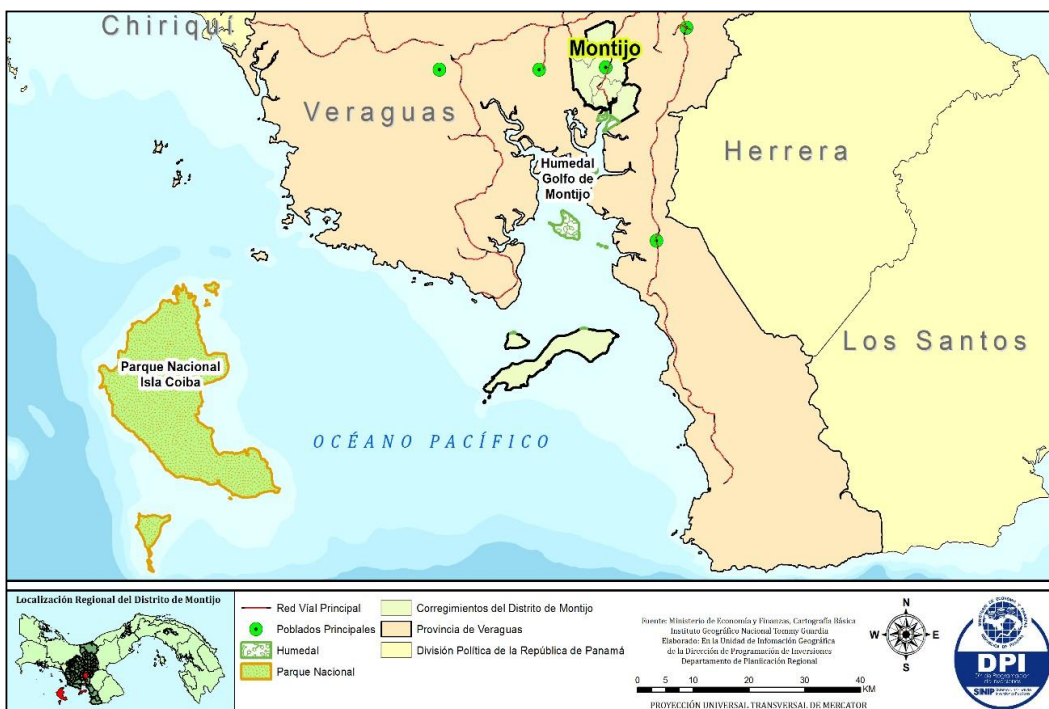 Chiriquí
Montijo
Veraguas
Herrera
Humedal
Golfo de
Montijo
Los Santos
Parque Nacional
Isla Coiba
OCÉANO PACÍFICO
Localización Regional del Distrito de Montijo
Red Víal Principal
Poblados Principales
Humedal
Parque Nacional
Corregimientos del Distrito de Montijo
Provincia de Veraguas
División Política de la República de Panamá
Fuente: Ministerio de Economía y Finanzas, Cartografía Básica
Instituto Geográfico Nacional Tommy Guardia
Elaborado: En la Unidad de Infomación Geográfica
de la Dirección de Programación de Inversiones
Departamento de Planificación Regional
0 5 10 20 30 40
KM
PROYECCIÓN UNIVERSAL TRANSVERSAL DE MERCATOR
N
W E
S
DPI
SINIP